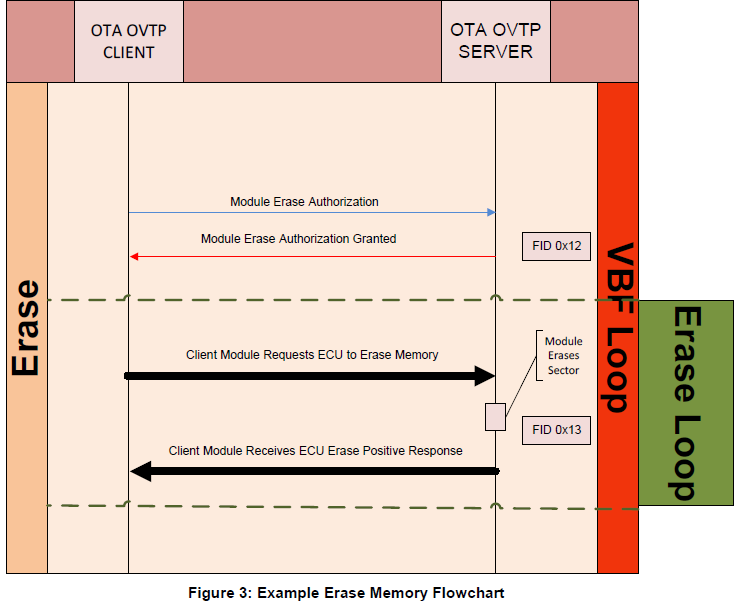 OTA OVTP
CLIENT
OTA OVTP
SERVER
Module Erase Authorization
Module Erase Authorization Granted
FID 0x12
Erase
VBF Loop
Erase Loop
Client Module Requests ECU to Erase Memory
Module
Erases
Sector
FID 0x13
Client Module Receives ECU Erase Positive Response
Figure 3: Example Erase Memory Flowchart